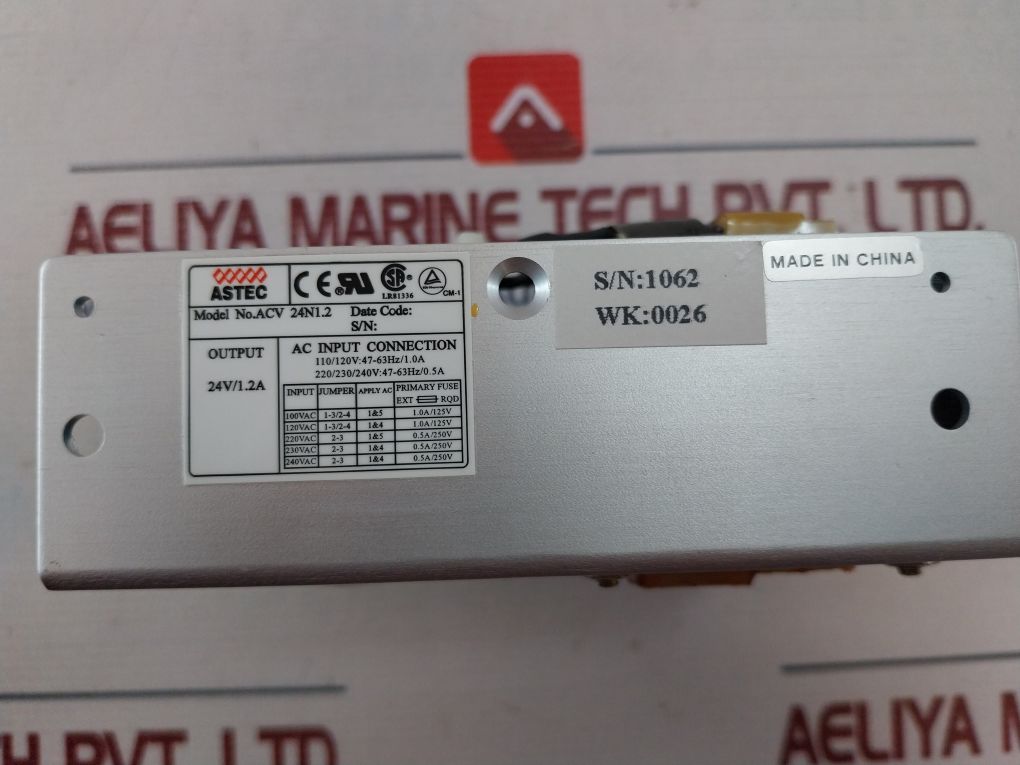 AELIYA MARINE TECH PVT. LTD.
ASTEC
LR81336
CM-1
Model No.ACV 24N1.2 Date Code:
S/N:
OUTPUT
24V/1.2A
AC INPUT CONNECTION
110/120V:47-63Hz/1.0A
220/230/240V:47-63Hz/0.5A
INPUT JUMPER APPLY AC PRIMARY FUSE
EXT RQD
100VAC 1-3/2-4 1&5 1.0A/125V
120VAC 1-3/2-4 1&4 1.0A/125V
220VAC 2-3 1&5 0.5A/250V
230VAC 2-3 1&4 0.5A/250V
240VAC 2-3 1&4 0.5A/250V
S/N:1062
WK:0026
MADE IN CHINA
H PVT. LTD.
AELIYA MAR